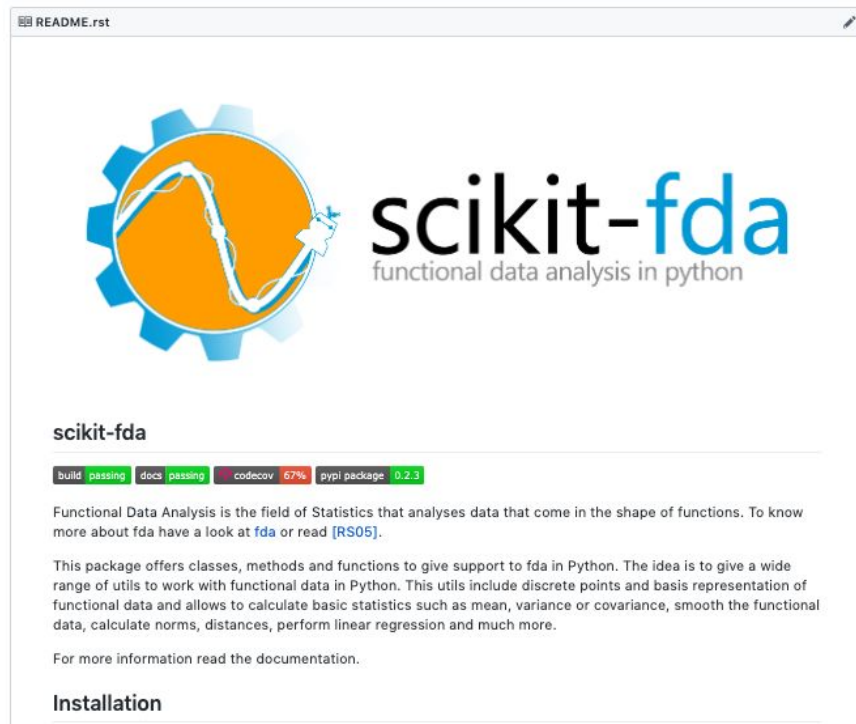 README.rst
scikit-fda
functional data analysis in python
scikit-fda
build passing docs passing codecov 67% pypi package 0.2.3
Functional Data Analysis is the field of Statistics that analyses data that come in the shape of functions. To know
more about fda have a look at fda or read [RS05].
This package offers classes, methods and functions to give support to fda in Python. The idea is to give a wide
range of utils to work with functional data in Python. This utils include discrete points and basis representation of
functional data and allows to calculate basic statistics such as mean, variance or covariance, smooth the functional
data, calculate norms, distances, perform linear regression and much more.
For more information read the documentation.
Installation